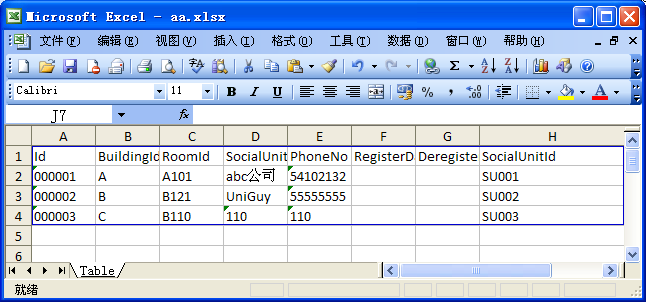 Microsoft Excel - aa.xlsx
文件(F) 编辑(E) 视图(V) 插入(I) 格式(O) 工具(T) 数据(D) 窗口(W) 帮助(H)
Calibri 11 B I U % ,
J7 fx
A B C D E F G H
1 Id BuildingId RoomId SocialUnit PhoneNo RegisterD Deregiste SocialUnitId
2 000001 A A101 abc公司 54102132 SU001
3 000002 B B121 UniGuy 55555555 SU002
4 000003 C B110 110 110 SU003
5
6
Table
就绪